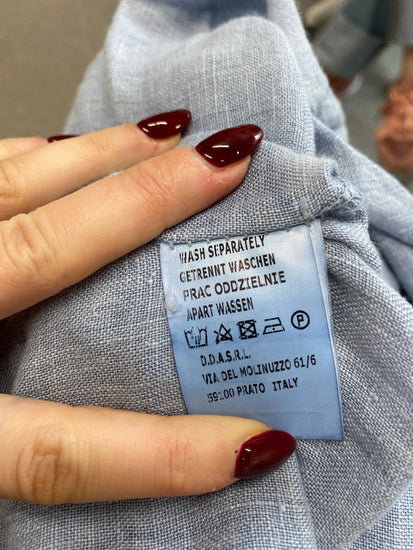 WASH SEPARATELY
GETRENNT WASCHEN
PRAC ODDZIELNIE
APART WASSEN
P
D.D.A.S.R.L.
VIA DEL MOLINUZZO 61/6
59100 PRATO ITALY